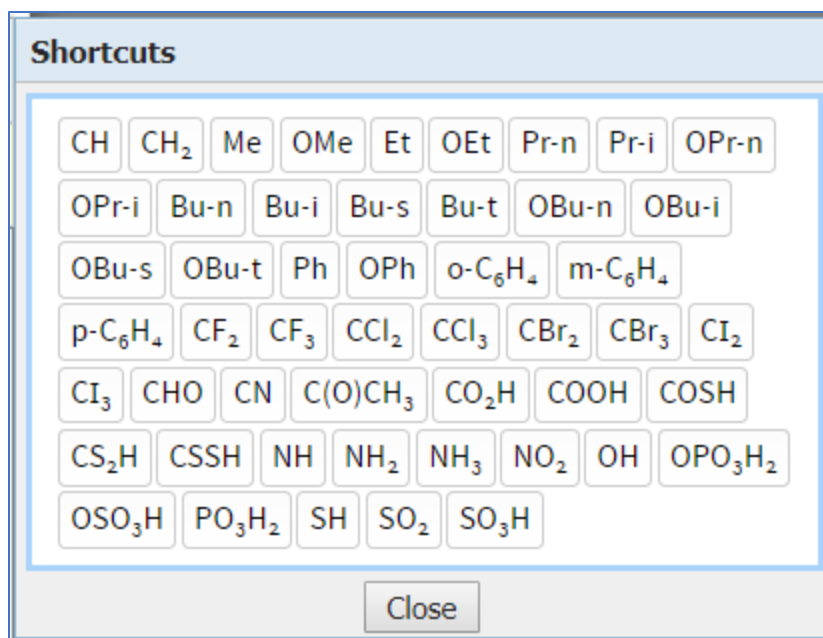 Shortcuts
CH CH₂ Me OMe Et OEt Pr-n Pr-i OPr-n
OPr-i Bu-n Bu-i Bu-s Bu-t OBu-n OBu-i
OBu-s OBu-t Ph OPh o-C₆H₄ m-C₆H₄
p-C₆H₄ CF₂ CF₃ CCl₂ CCl₃ CBr₂ CBr₃ CI₂
CI₃ CHO CN C(O)CH₃ CO₂H COOH COSH
CS₂H CSSH NH NH₂ NH₃ NO₂ OH OPO₃H₂
OSO₃H PO₃H₂ SH SO₂ SO₃H
Close